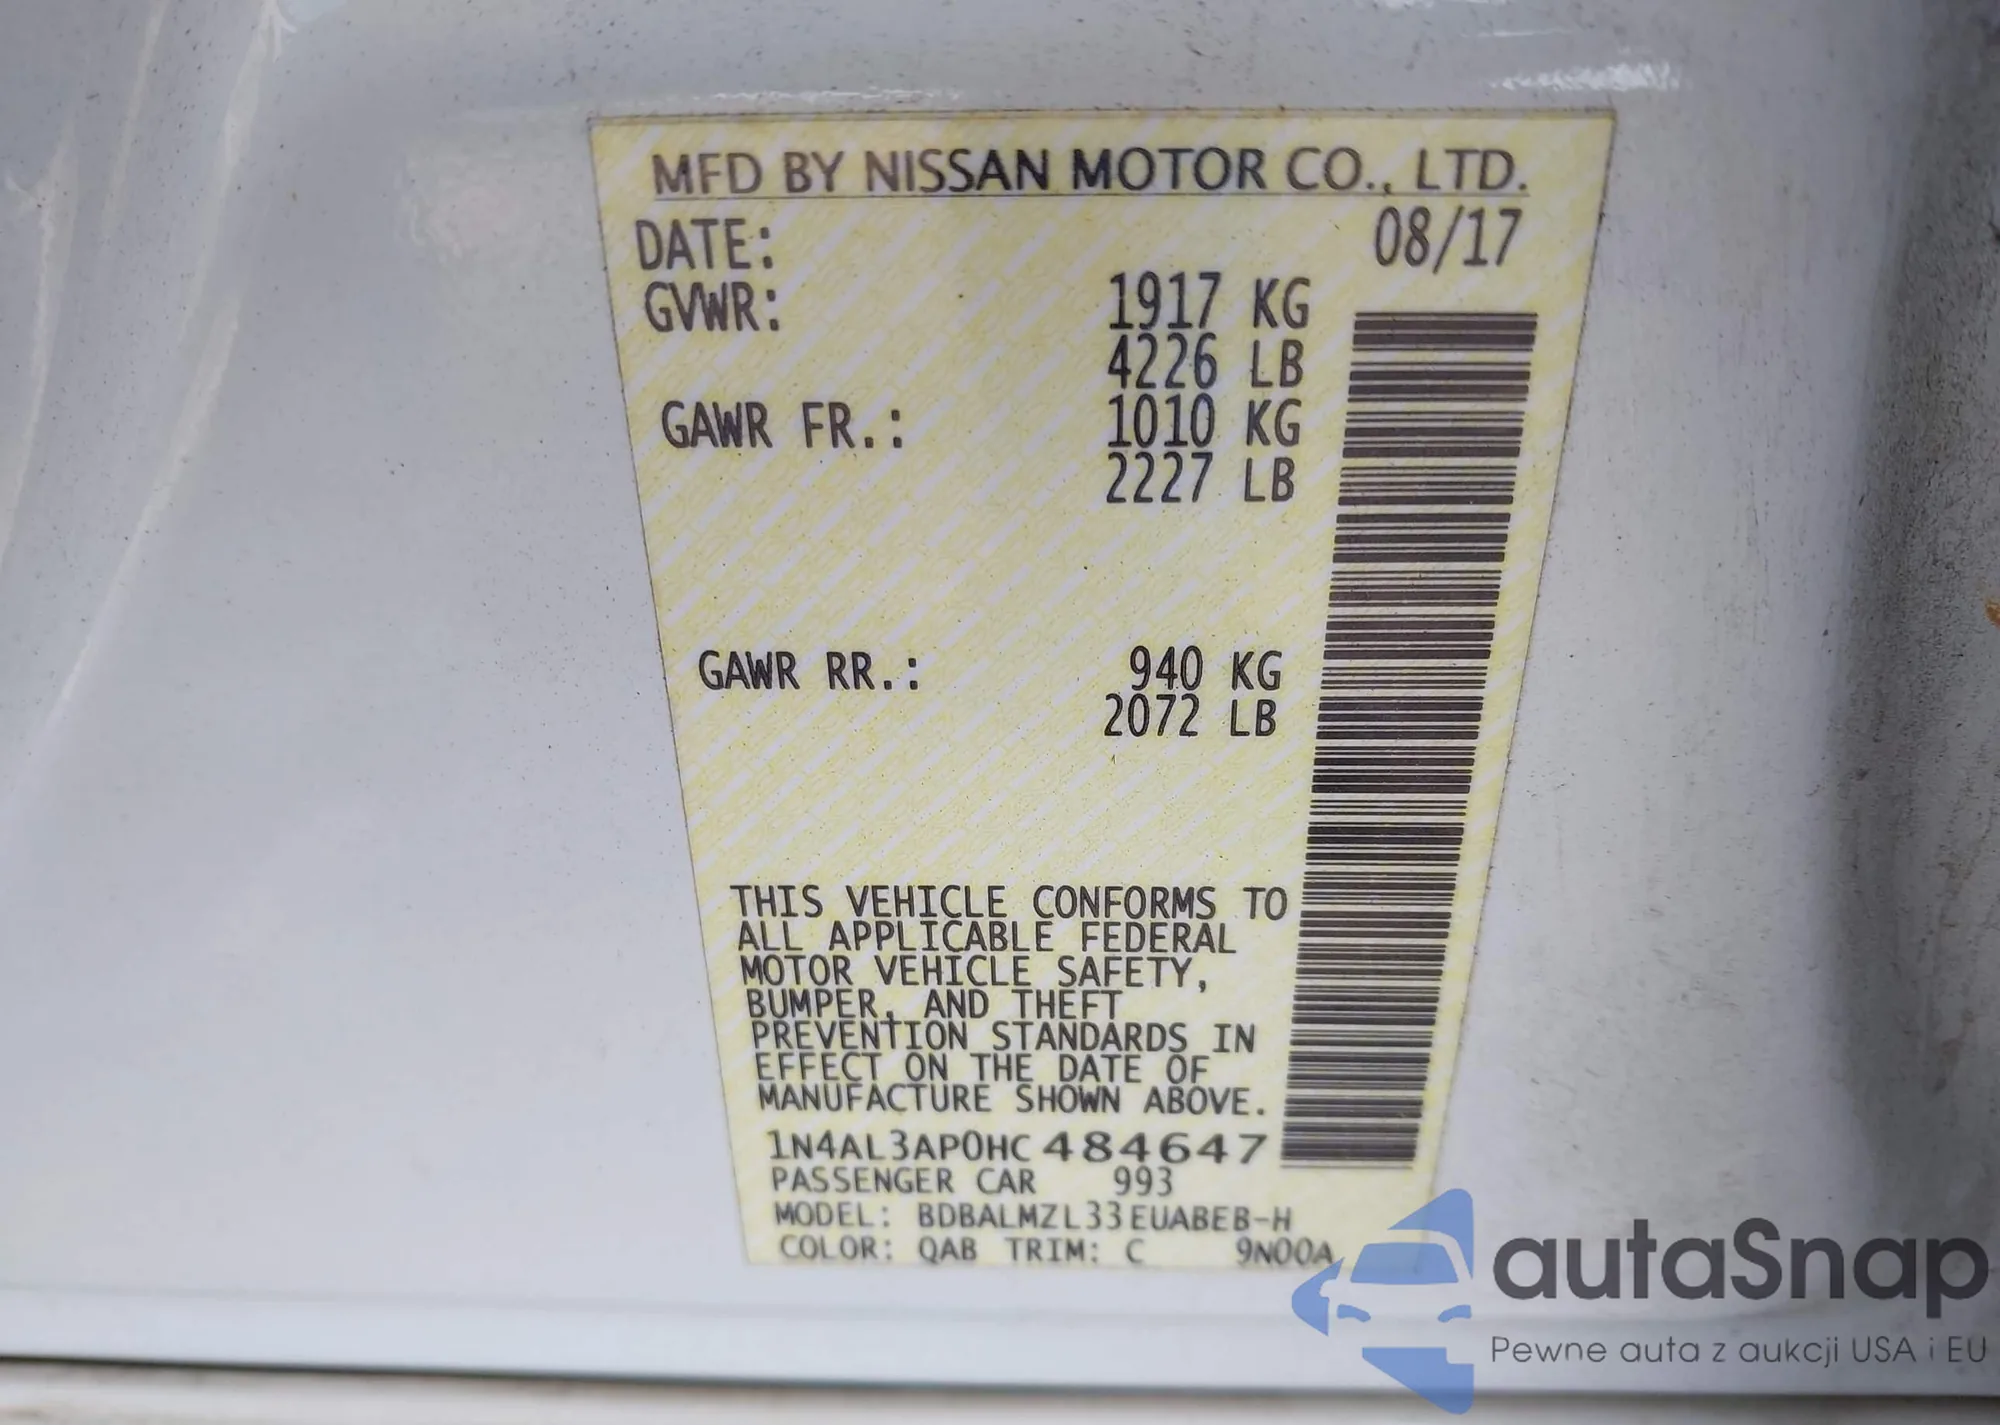 MFD BY NISSAN MOTOR CO., LTD.
DATE: 08/17
GVWR: 1917 KG
4226 LB
GAWR FR.: 1010 KG
2227 LB
GAWR RR.: 940 KG
2072 LB
THIS VEHICLE CONFORMS TO
ALL APPLICABLE FEDERAL
MOTOR VEHICLE SAFETY,
BUMPER, AND THEFT
PREVENTION STANDARDS IN
EFFECT ON THE DATE OF
MANUFACTURE SHOWN ABOVE.
1N4AL3AP0HC484647
PASSENGER CAR 993
MODEL: BDBALMZL33EUABEB-H
COLOR: QAB TRIM: C 9N00A
autaSnap
Pewne auta z aukcji USA i EU